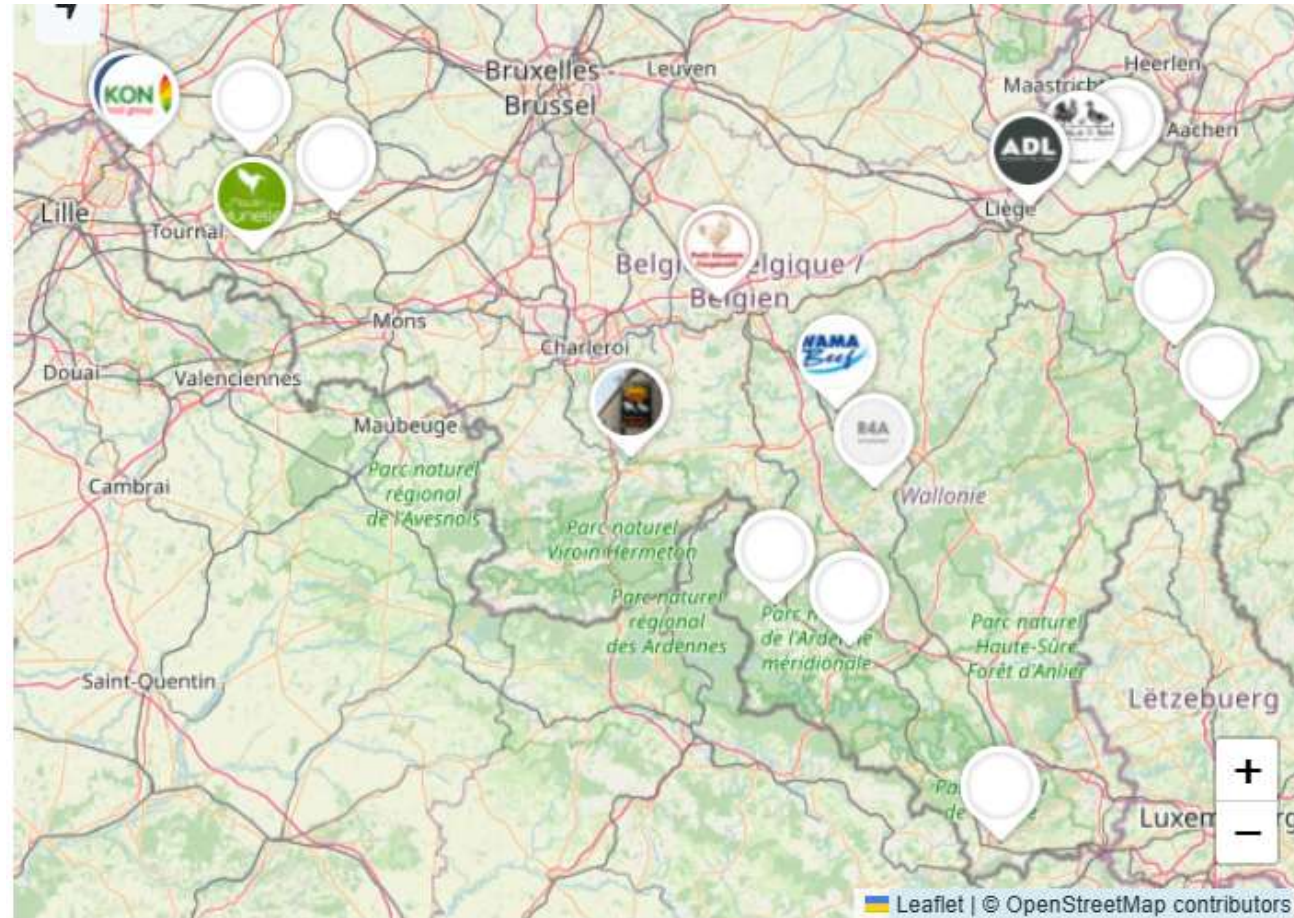 Heerlen
Bruxelles -
Brussel
Leuven
Maastricht
KON
Aachen
ADL
Lille
Tournai
Liège
België / Belgique /
Belgien
Mons
Charleroi
NAMA
Buf
Douai
Valenciennes
Maubeuge
B4A
Cambrai
Parc naturel
régional
de l'Avesnois
Wallonie
Parc naturel
Viroin-Hermeton
Parc naturel
régional
des Ardennes
Parc naturel
de l'Ardenne
méridionale
Parc naturel
Haute-Sûre
Forêt d'Anlier
Saint-Quentin
Lëtzebuerg
+
−
Luxem
Leaflet | © OpenStreetMap contributors